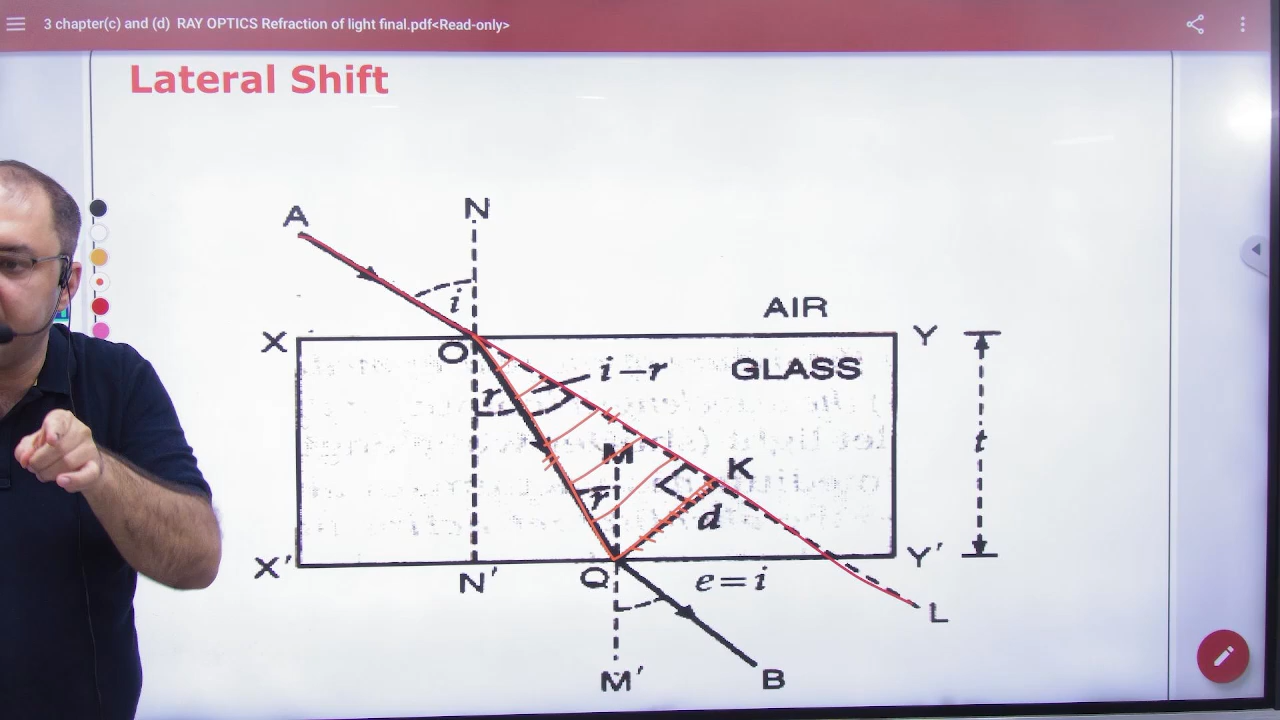 3 chapter(c) and (d) RAY OPTICS Refraction of light final.pdf<Read-only>
Lateral Shift
A
N
i
AIR
X
O
Y
i–r
GLASS
r
t
M
K
r
d
X'
N'
Q
e=i
Y'
L
M'
B